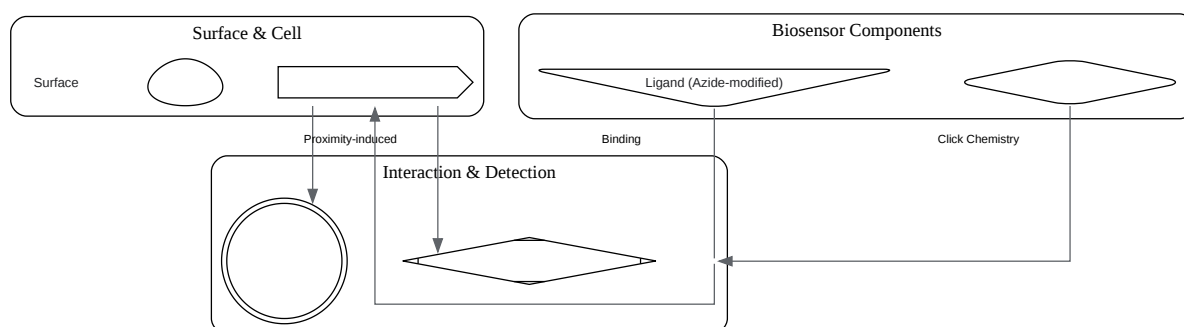 Surface & Cell
Biosensor Components
Surface
Ligand (Azide-modified)
Proximity-induced
Binding
Click Chemistry
Interaction & Detection